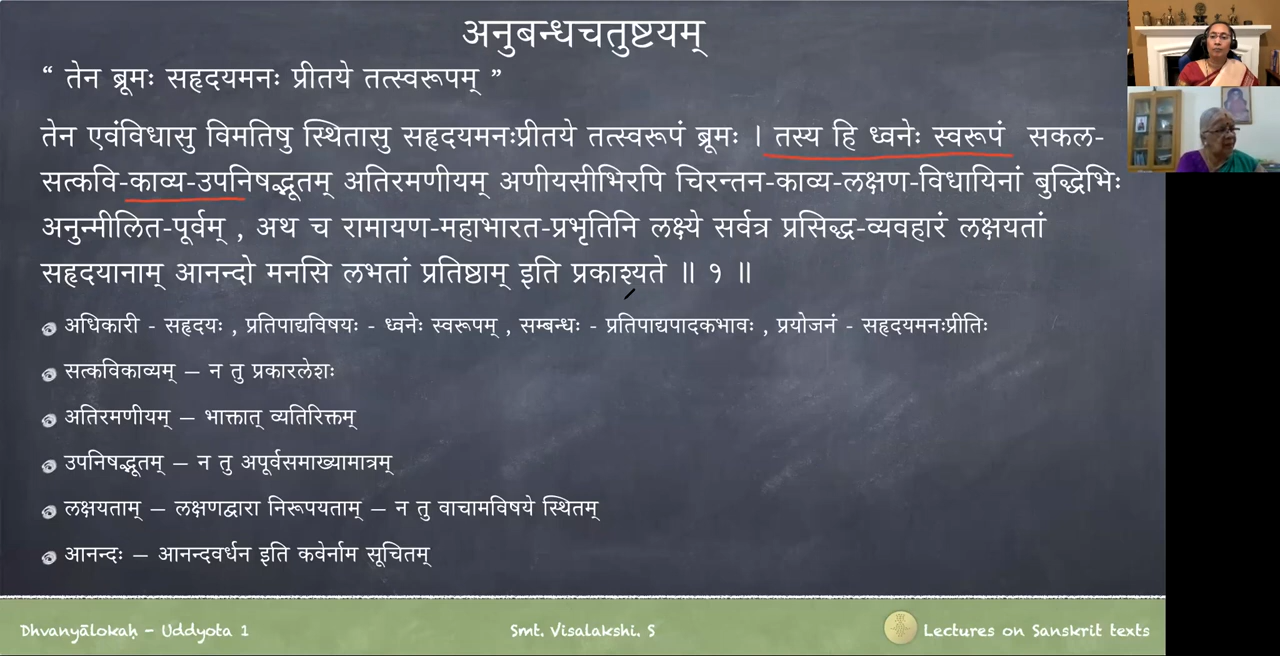 अनुबन्धचतुष्टयम्
“ तेन ब्रूमः सहृदयमनः प्रीतये तत्स्वरूपम् ”
तेन एवंविधासु विमतिषु स्थितासु सहृदयमनःप्रीतये तत्स्वरूपं ब्रूमः । तस्य हि ध्वनेः स्वरूपं सकल-
सत्कवि-काव्य-उपनिषद्भूतम् अतिरमणीयम् अणीयसीभिरपि चिरन्तन-काव्य-लक्षण-विधायिनां बुद्धिभिः
अनुन्मीलित-पूर्वम् , अथ च रामायण-महाभारत-प्रभृतिनि लक्ष्ये सर्वत्र प्रसिद्ध-व्यवहारं लक्षयतां
सहृदयानाम् आनन्दो मनसि लभतां प्रतिष्ठाम् इति प्रकाश्यते ॥ १ ॥
अधिकारी - सहृदयः , प्रतिपाद्यविषयः - ध्वनेः स्वरूपम् , सम्बन्धः - प्रतिपाद्यपादकभावः , प्रयोजनं - सहृदयमनःप्रीतिः
सत्कविकाव्यम् – न तु प्रकारलेशः
अतिरमणीयम् – भाक्तात् व्यतिरिक्तम्
उपनिषद्भूतम् – न तु अपूर्वसमाख्यामात्रम्
लक्षयताम् – लक्षणद्वारा निरूपयताम् – न तु वाचामविषये स्थितम्
आनन्दः – आनन्दवर्धन इति कवेर्नाम सूचितम्
Dhvanyālokaḥ - Uddyota 1
Smt. Visalakshi. S
Lectures on Sanskrit texts